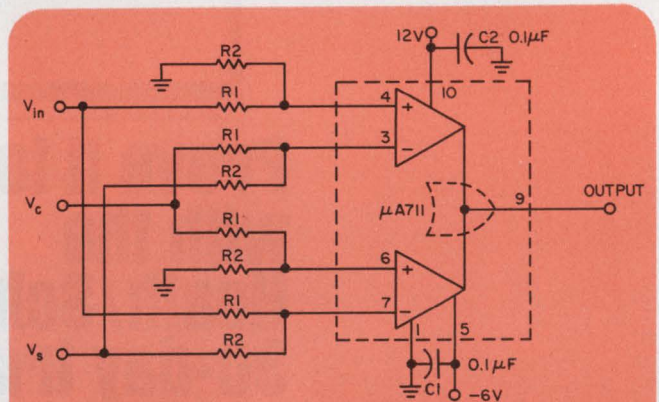 12V
C2 0.1μF
R2
10
V_in
R1
4
+
R1
3
−
R2
V_c
μA711
9
OUTPUT
R1
R2
6
+
R1
7
−
V_s
R2
1
5
0.1μF
C1
-6V